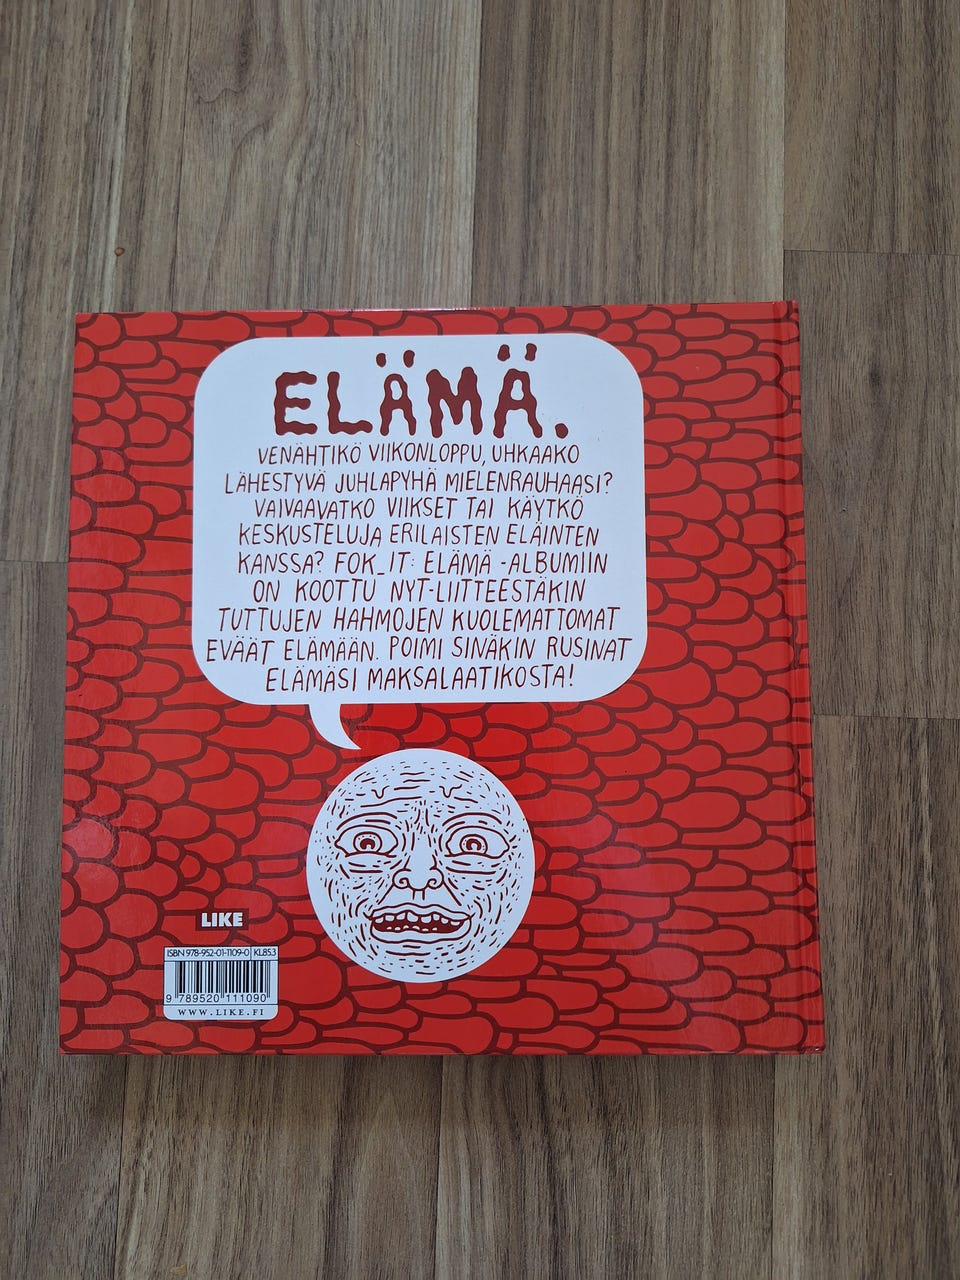 ELÄMÄ.
VENÄHTIKÖ VIIKONLOPPU, UHKAAKO
LÄHESTYVÄ JUHLAPYHÄ MIELENRAUHAASI?
VAIVAAVATKO VIIKSET TAI KÄYTKÖ
KESKUSTELUJA ERILAISTEN ELÄINTEN
KANSSA? FOK_IT: ELÄMÄ -ALBUMIIN
ON KOOTTU NYT-LIITTEESTÄKIN
TUTTUJEN HAHMOJEN KUOLEMATTOMAT
EVÄÄT ELÄMÄÄN. POIMI SINÄKIN RUSINAT
ELÄMÄSI MAKSALAATIKOSTA!
LIKE
ISBN 978-952-01-1109-0 KL85.3
9 789520 111090
WWW.LIKE.FI